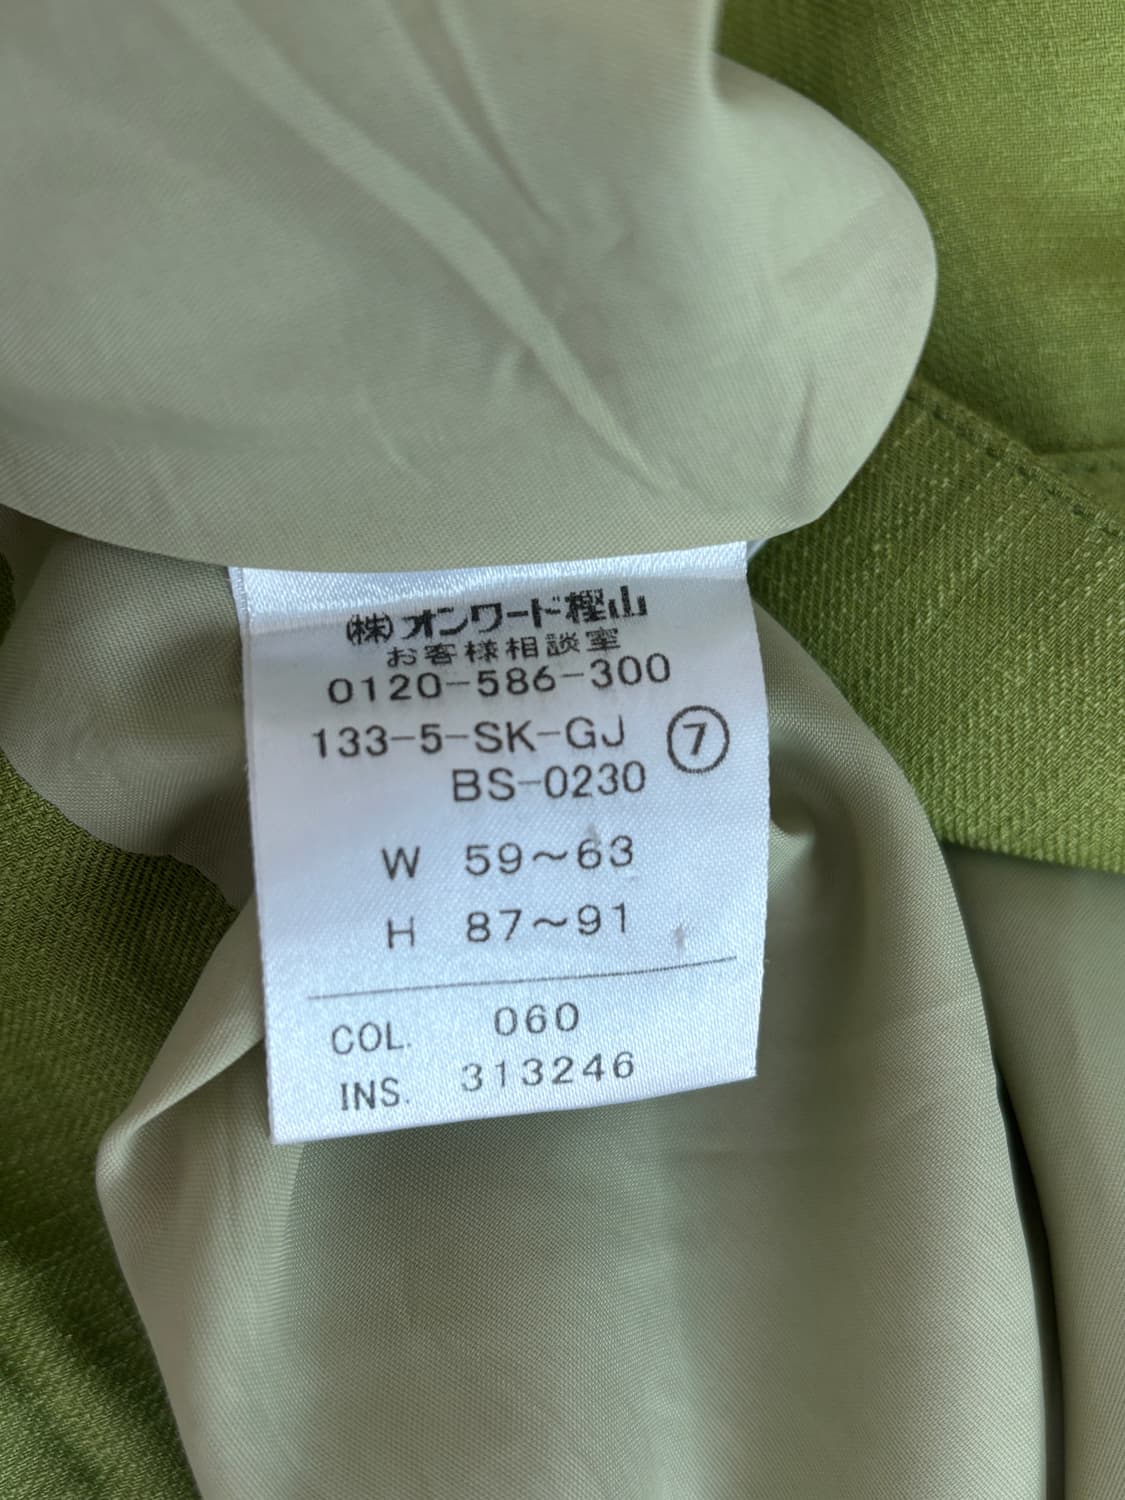 ㈱オンワード樫山
お客様相談室
0120-586-300
133-5-SK-GJ ⑦
BS-0230
W 59~63
H 87~91
COL. 060
INS. 313246